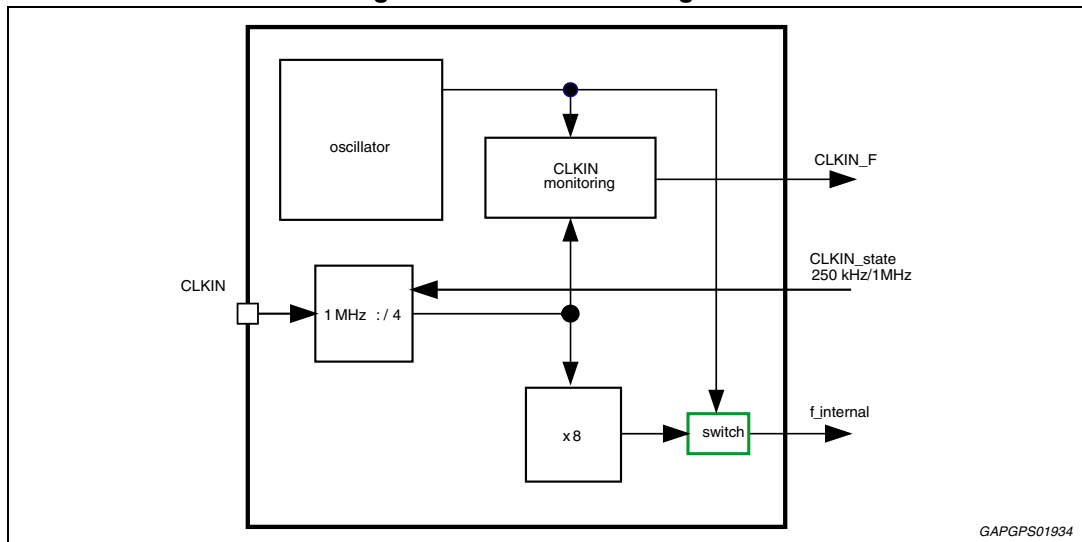 oscillator
CLKIN
monitoring
CLKIN_F
CLKIN_state
250 kHz/1MHz
CLKIN
1 MHz : / 4
x 8
switch
f_internal
GAPGPS01934